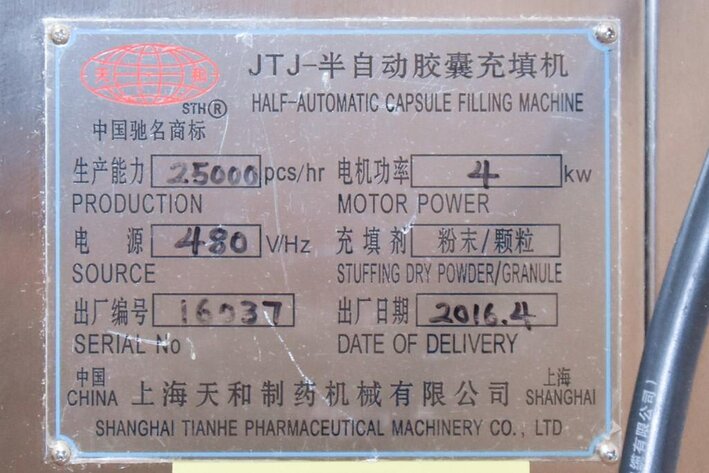 天和
STH®
中国驰名商标
JTJ-半自动胶囊充填机
HALF-AUTOMATIC CAPSULE FILLING MACHINE
生产能力 25000 pcs/hr 电机功率 4 kw
PRODUCTION MOTOR POWER
电 源 480 V/Hz 充填剂 粉末/颗粒
SOURCE STUFFING DRY POWDER/GRANULE
出厂编号 16037 出厂日期 2016.4
SERIAL No DATE OF DELIVERY
中国 上海天和制药机械有限公司 上海
CHINA SHANGHAI
SHANGHAI TIANHE PHARMACEUTICAL MACHINERY CO., LTD
有限公司)